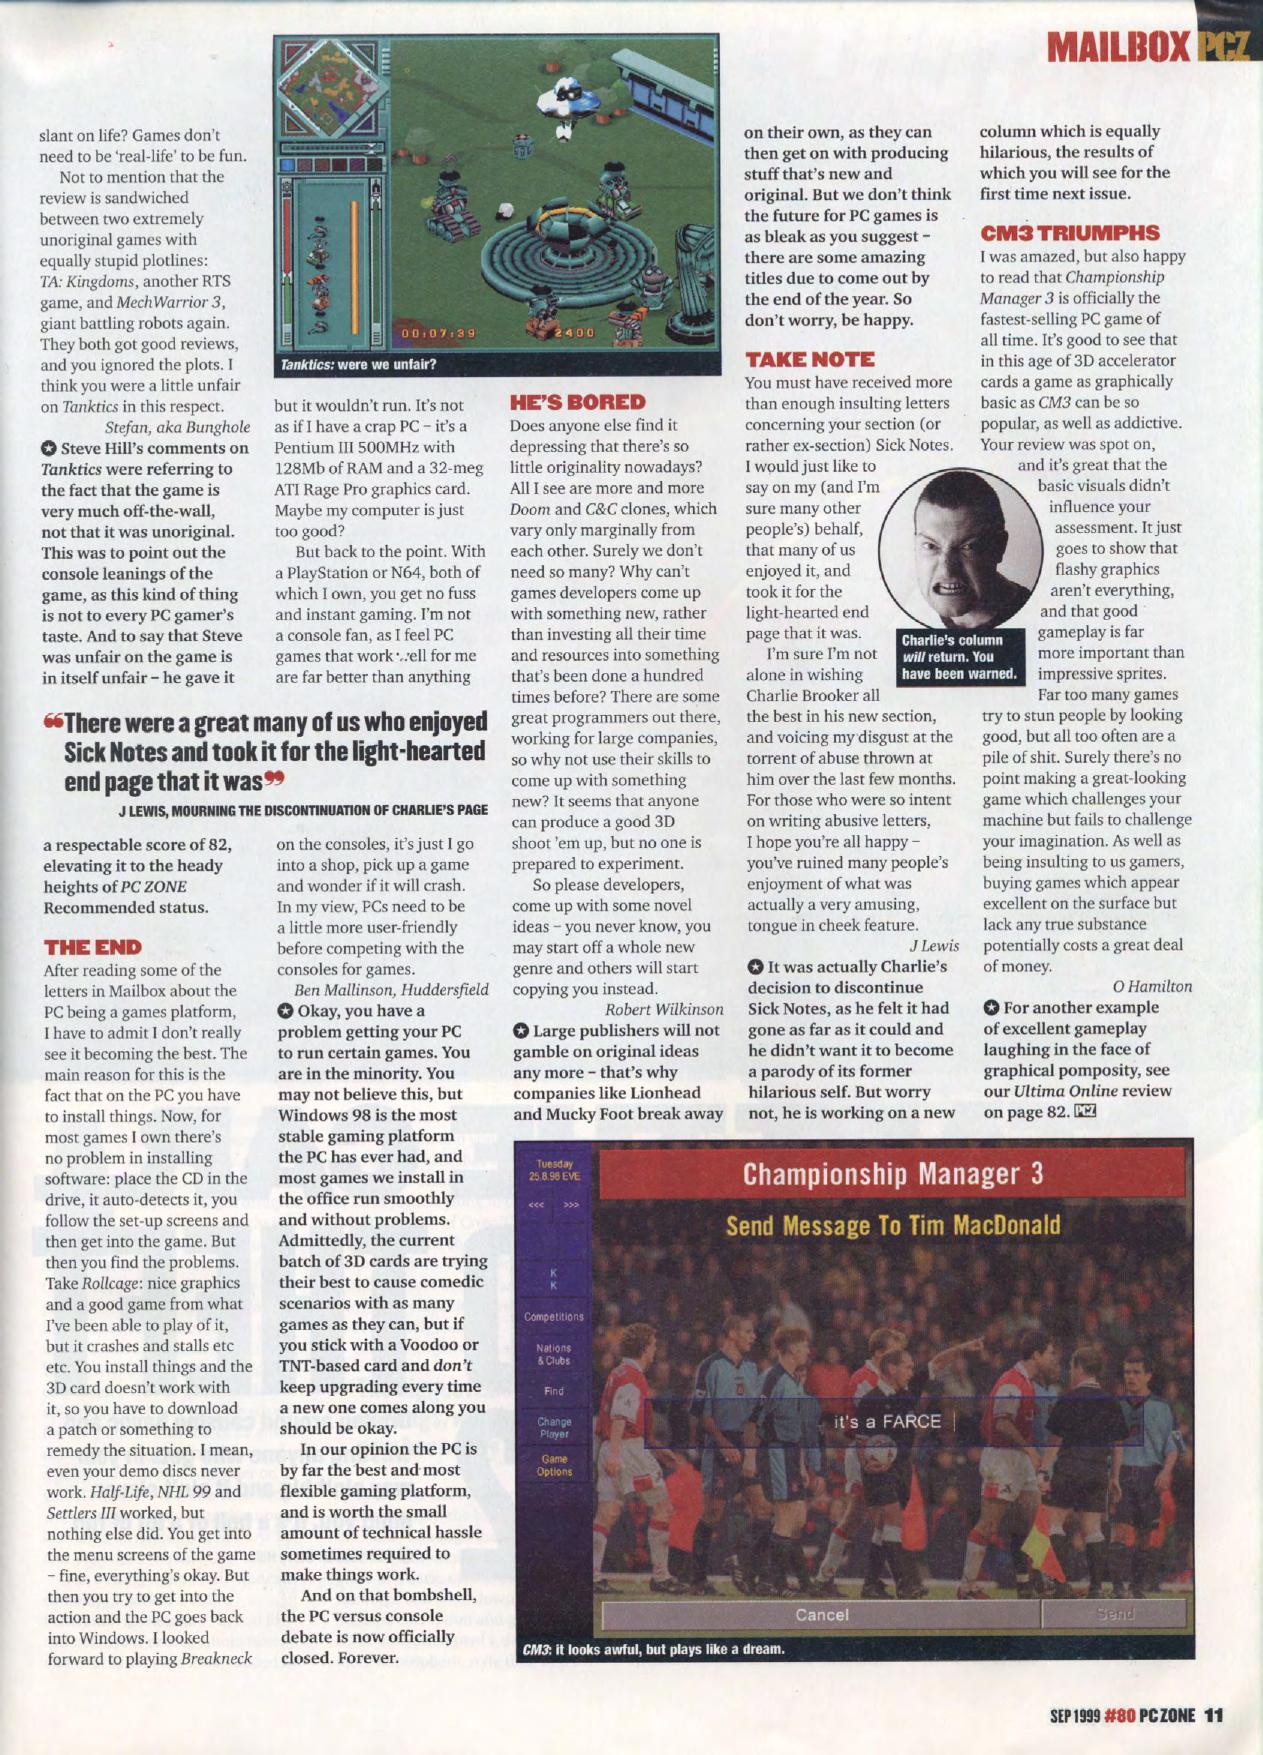 MAILBOX PCZ
slant on life? Games don't
need to be 'real-life' to be fun.
Not to mention that the
review is sandwiched
between two extremely
unoriginal games with
equally stupid plotlines:
TA: Kingdoms, another RTS
game, and MechWarrior 3,
giant battling robots again.
They both got good reviews,
and you ignored the plots. I
think you were a little unfair
on Tanktics in this respect.
Stefan, aka Bunghole
✪ Steve Hill's comments on
Tanktics were referring to
the fact that the game is
very much off-the-wall,
not that it was unoriginal.
This was to point out the
console leanings of the
game, as this kind of thing
is not to every PC gamer's
taste. And to say that Steve
was unfair on the game is
in itself unfair – he gave it
a respectable score of 82,
elevating it to the heady
heights of PC ZONE
Recommended status.
THE END
After reading some of the
letters in Mailbox about the
PC being a games platform,
I have to admit I don't really
see it becoming the best. The
main reason for this is the
fact that on the PC you have
to install things. Now, for
most games I own there's
no problem in installing
software: place the CD in the
drive, it auto-detects it, you
follow the set-up screens and
then get into the game. But
then you find the problems.
Take Rollcage: nice graphics
and a good game from what
I've been able to play of it,
but it crashes and stalls etc
etc. You install things and the
3D card doesn't work with
it, so you have to download
a patch or something to
remedy the situation. I mean,
even your demo discs never
work. Half-Life, NHL 99 and
Settlers III worked, but
nothing else did. You get into
the menu screens of the game
– fine, everything's okay. But
then you try to get into the
action and the PC goes back
into Windows. I looked
forward to playing Breakneck
00:07:39
2400
Tanktics: were we unfair?
but it wouldn't run. It's not
as if I have a crap PC – it's a
Pentium III 500MHz with
128Mb of RAM and a 32-meg
ATI Rage Pro graphics card.
Maybe my computer is just
too good?
But back to the point. With
a PlayStation or N64, both of
which I own, you get no fuss
and instant gaming. I'm not
a console fan, as I feel PC
games that work well for me
are far better than anything
on the consoles, it's just I go
into a shop, pick up a game
and wonder if it will crash.
In my view, PCs need to be
a little more user-friendly
before competing with the
consoles for games.
Ben Mallinson, Huddersfield
✪ Okay, you have a
problem getting your PC
to run certain games. You
are in the minority. You
may not believe this, but
Windows 98 is the most
stable gaming platform
the PC has ever had, and
most games we install in
the office run smoothly
and without problems.
Admittedly, the current
batch of 3D cards are trying
their best to cause comedic
scenarios with as many
games as they can, but if
you stick with a Voodoo or
TNT-based card and don't
keep upgrading every time
a new one comes along you
should be okay.
In our opinion the PC is
by far the best and most
flexible gaming platform,
and is worth the small
amount of technical hassle
sometimes required to
make things work.
And on that bombshell,
the PC versus console
debate is now officially
closed. Forever.
“There were a great many of us who enjoyed
Sick Notes and took it for the light-hearted
end page that it was”
J LEWIS, MOURNING THE DISCONTINUATION OF CHARLIE'S PAGE
HE'S BORED
Does anyone else find it
depressing that there's so
little originality nowadays?
All I see are more and more
Doom and C&C clones, which
vary only marginally from
each other. Surely we don't
need so many? Why can't
games developers come up
with something new, rather
than investing all their time
and resources into something
that's been done a hundred
times before? There are some
great programmers out there,
working for large companies,
so why not use their skills to
come up with something
new? It seems that anyone
can produce a good 3D
shoot 'em up, but no one is
prepared to experiment.
So please developers,
come up with some novel
ideas – you never know, you
may start off a whole new
genre and others will start
copying you instead.
Robert Wilkinson
✪ Large publishers will not
gamble on original ideas
any more – that's why
companies like Lionhead
and Mucky Foot break away
on their own, as they can
then get on with producing
stuff that's new and
original. But we don't think
the future for PC games is
as bleak as you suggest –
there are some amazing
titles due to come out by
the end of the year. So
don't worry, be happy.
TAKE NOTE
You must have received more
than enough insulting letters
concerning your section (or
rather ex-section) Sick Notes.
I would just like to
say on my (and I'm
sure many other
people's) behalf,
that many of us
enjoyed it, and
took it for the
light-hearted end
page that it was.
I'm sure I'm not
alone in wishing
Charlie Brooker all
the best in his new section,
and voicing my disgust at the
torrent of abuse thrown at
him over the last few months.
For those who were so intent
on writing abusive letters,
I hope you're all happy –
you've ruined many people's
enjoyment of what was
actually a very amusing,
tongue in cheek feature.
J Lewis
✪ It was actually Charlie's
decision to discontinue
Sick Notes, as he felt it had
gone as far as it could and
he didn't want it to become
a parody of its former
hilarious self. But worry
not, he is working on a new
column which is equally
hilarious, the results of
which you will see for the
first time next issue.
Charlie's column
will return. You
have been warned.
CM3 TRIUMPHS
I was amazed, but also happy
to read that Championship
Manager 3 is officially the
fastest-selling PC game of
all time. It's good to see that
in this age of 3D accelerator
cards a game as graphically
basic as CM3 can be so
popular, as well as addictive.
Your review was spot on,
and it's great that the
basic visuals didn't
influence your
assessment. It just
goes to show that
flashy graphics
aren't everything,
and that good
gameplay is far
more important than
impressive sprites.
Far too many games
try to stun people by looking
good, but all too often are a
pile of shit. Surely there's no
point making a great-looking
game which challenges your
machine but fails to challenge
your imagination. As well as
being insulting to us gamers,
buying games which appear
excellent on the surface but
lack any true substance
potentially costs a great deal
of money.
O Hamilton
✪ For another example
of excellent gameplay
laughing in the face of
graphical pomposity, see
our Ultima Online review
on page 82. PCZ
Tuesday
25.8.98 EVE
<<< >>>
K
K
Competitions
Nations
& Clubs
Find
Change
Player
Game
Options
Championship Manager 3
Send Message To Tim MacDonald
it's a FARCE |
Cancel
Send
CM3: it looks awful, but plays like a dream.
SEP 1999 #80 PC ZONE 11